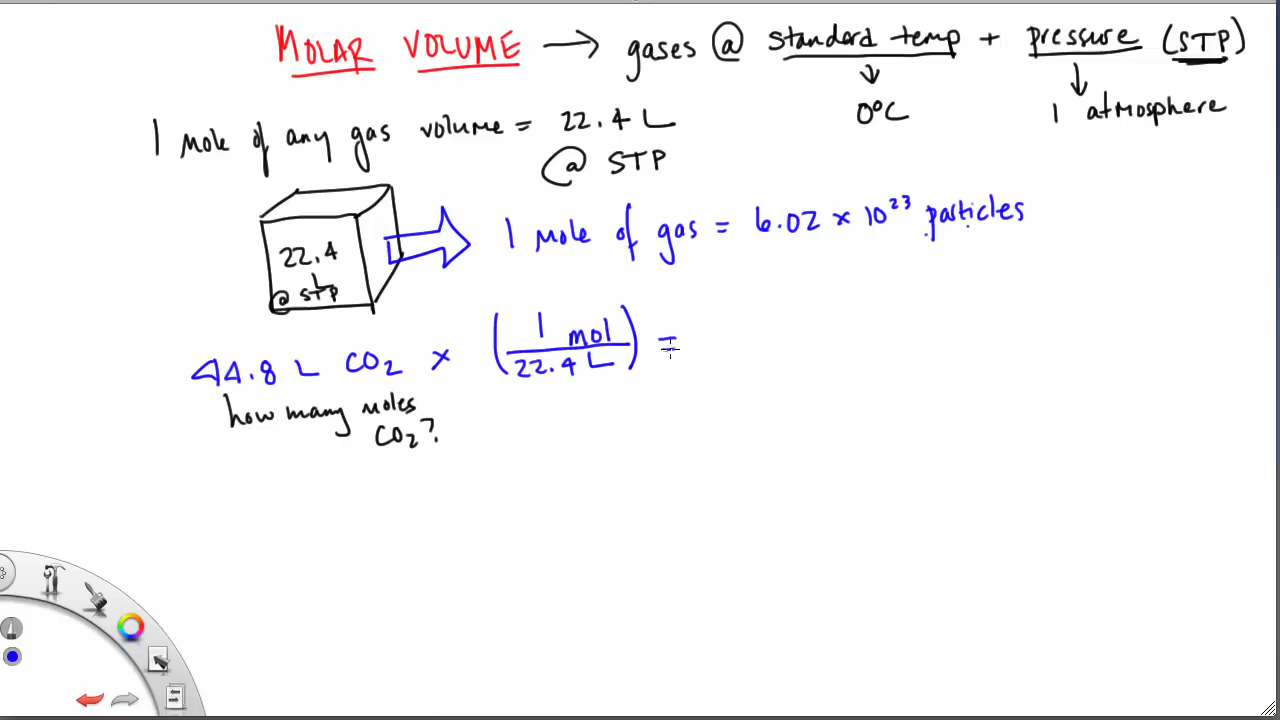 MOLAR VOLUME → gases @ standard temp + pressure (STP)
0°C
1 atmosphere
1 mole of any gas volume = 22.4 L
@ STP
22.4
L
@ STP
1 mole of gas = 6.02 × 10²³ particles
44.8 L CO₂ × (1 mol / 22.4 L) =
how many moles
CO₂?